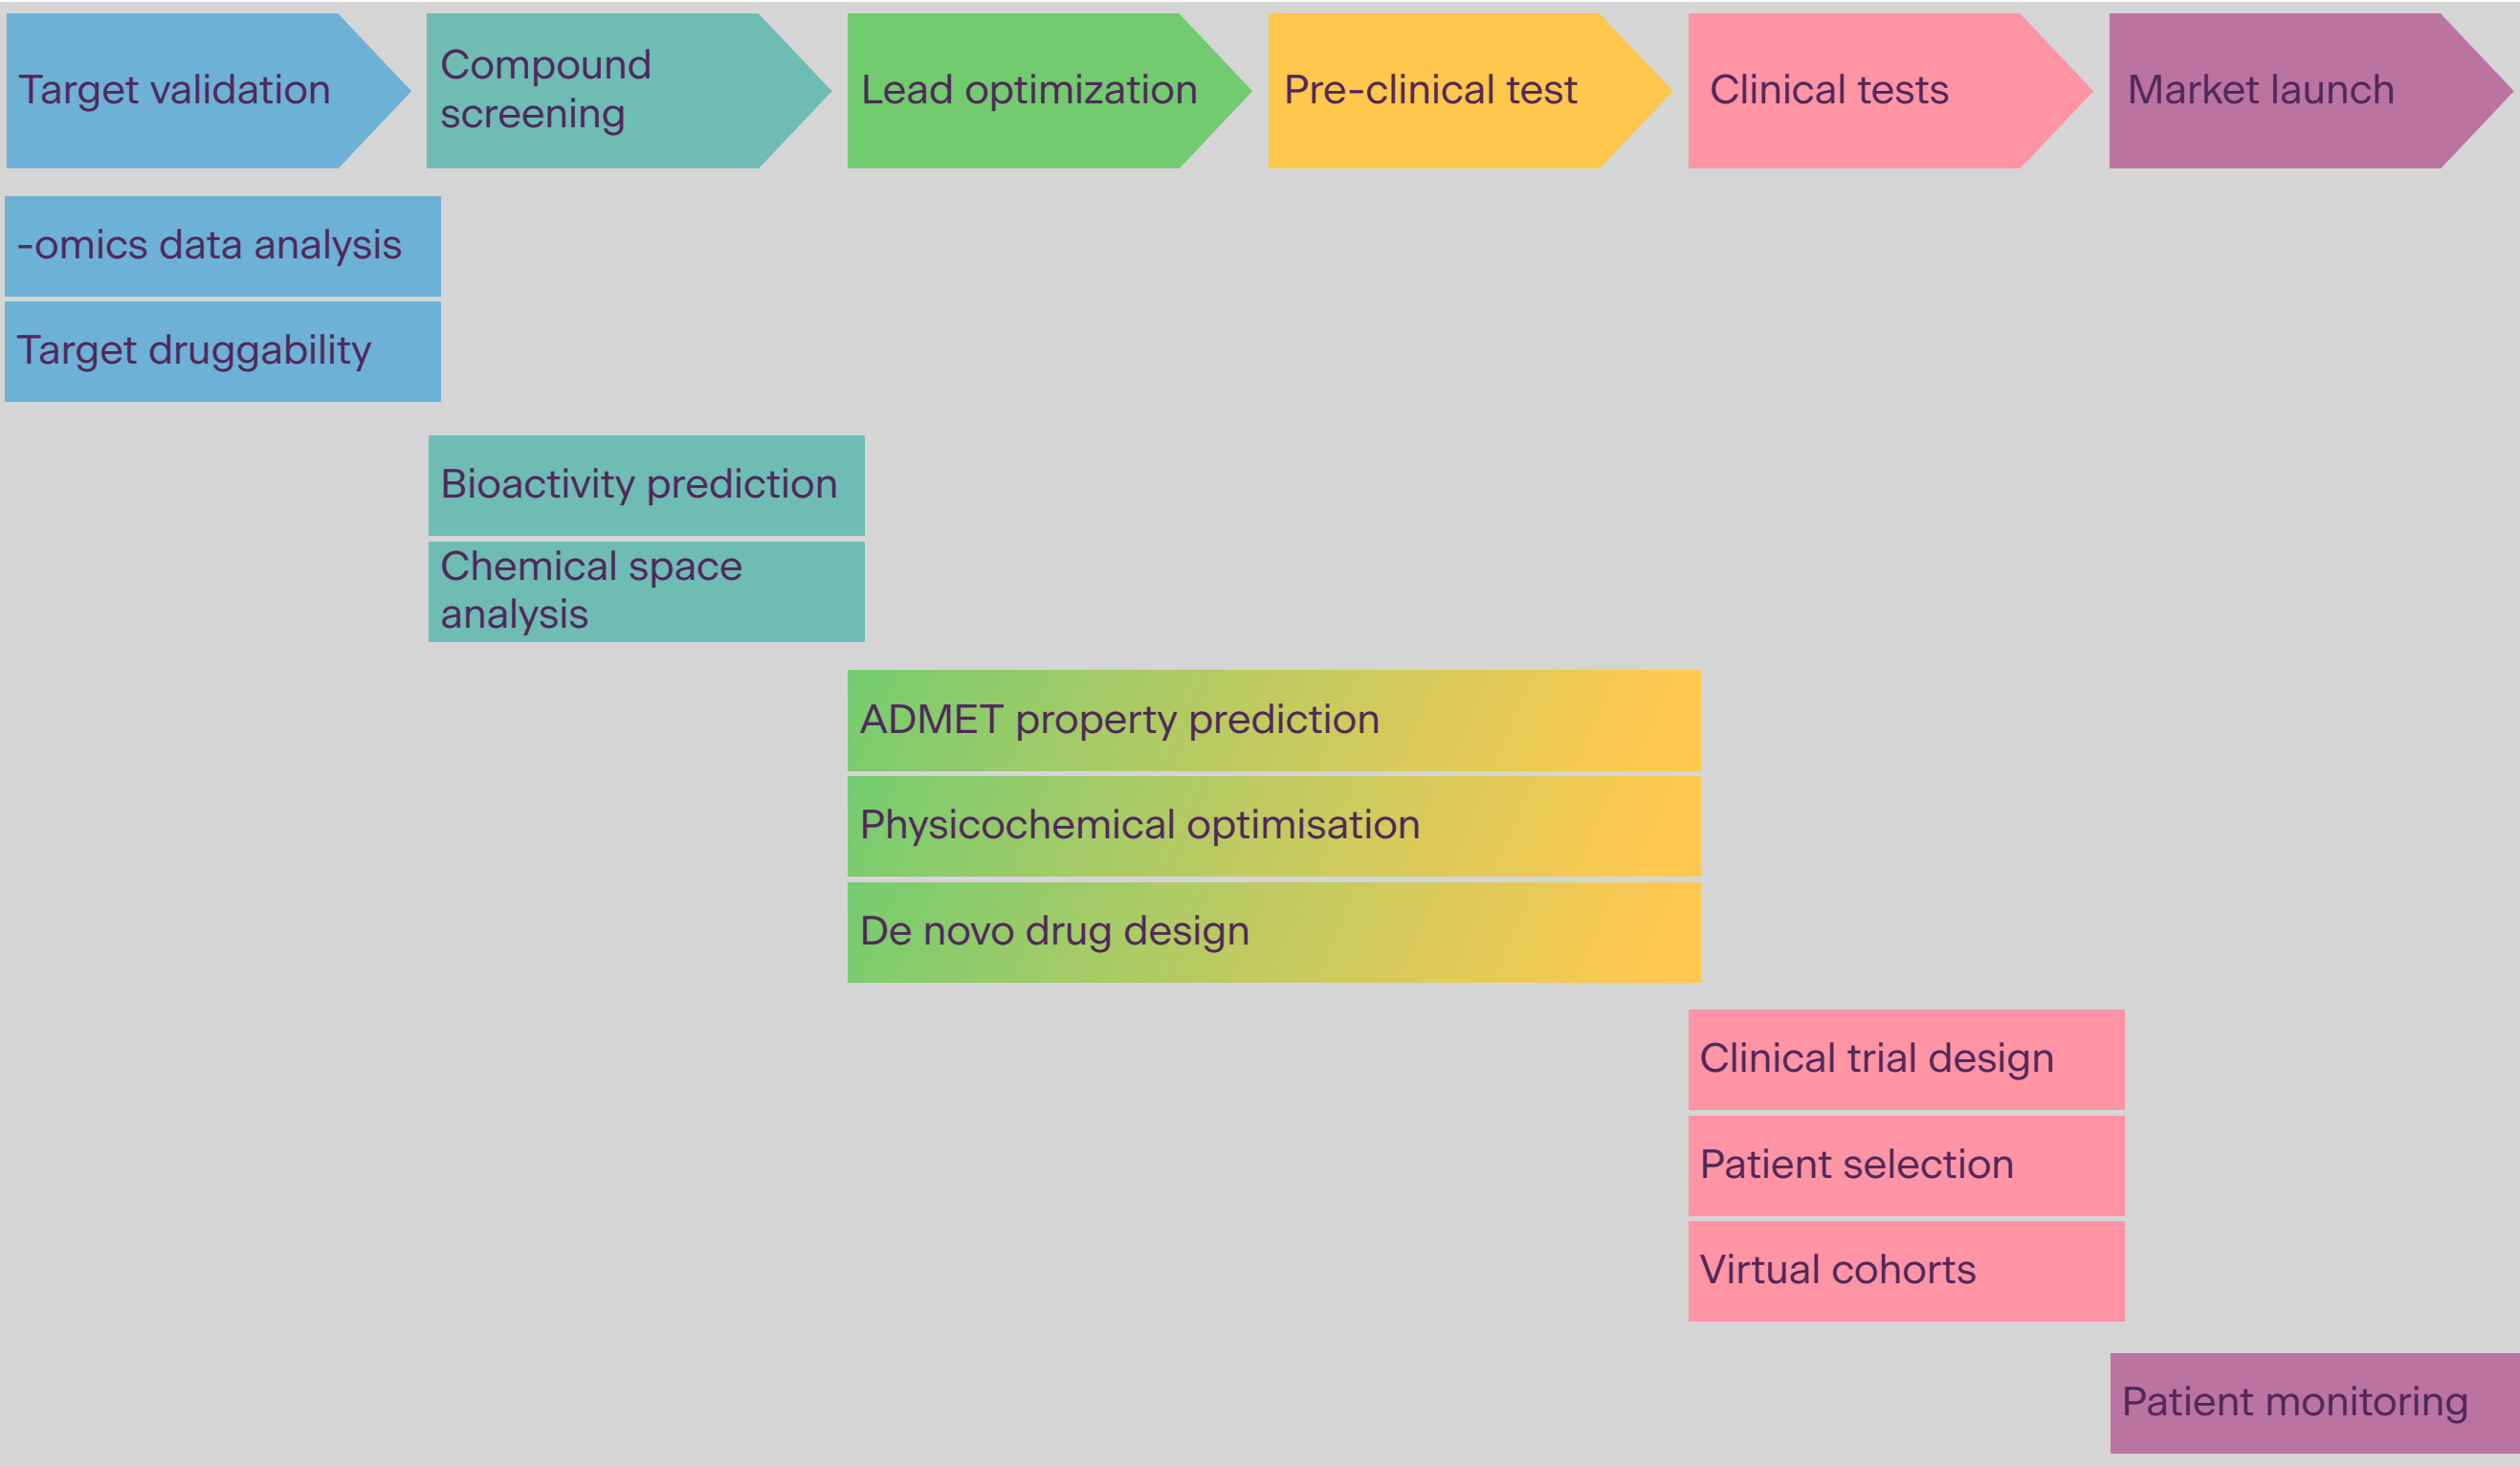 Target validation
Compound
screening
Lead optimization
Pre-clinical test
Clinical tests
Market launch
-omics data analysis
Target druggability
Bioactivity prediction
Chemical space
analysis
ADMET property prediction
Physicochemical optimisation
De novo drug design
Clinical trial design
Patient selection
Virtual cohorts
Patient monitoring